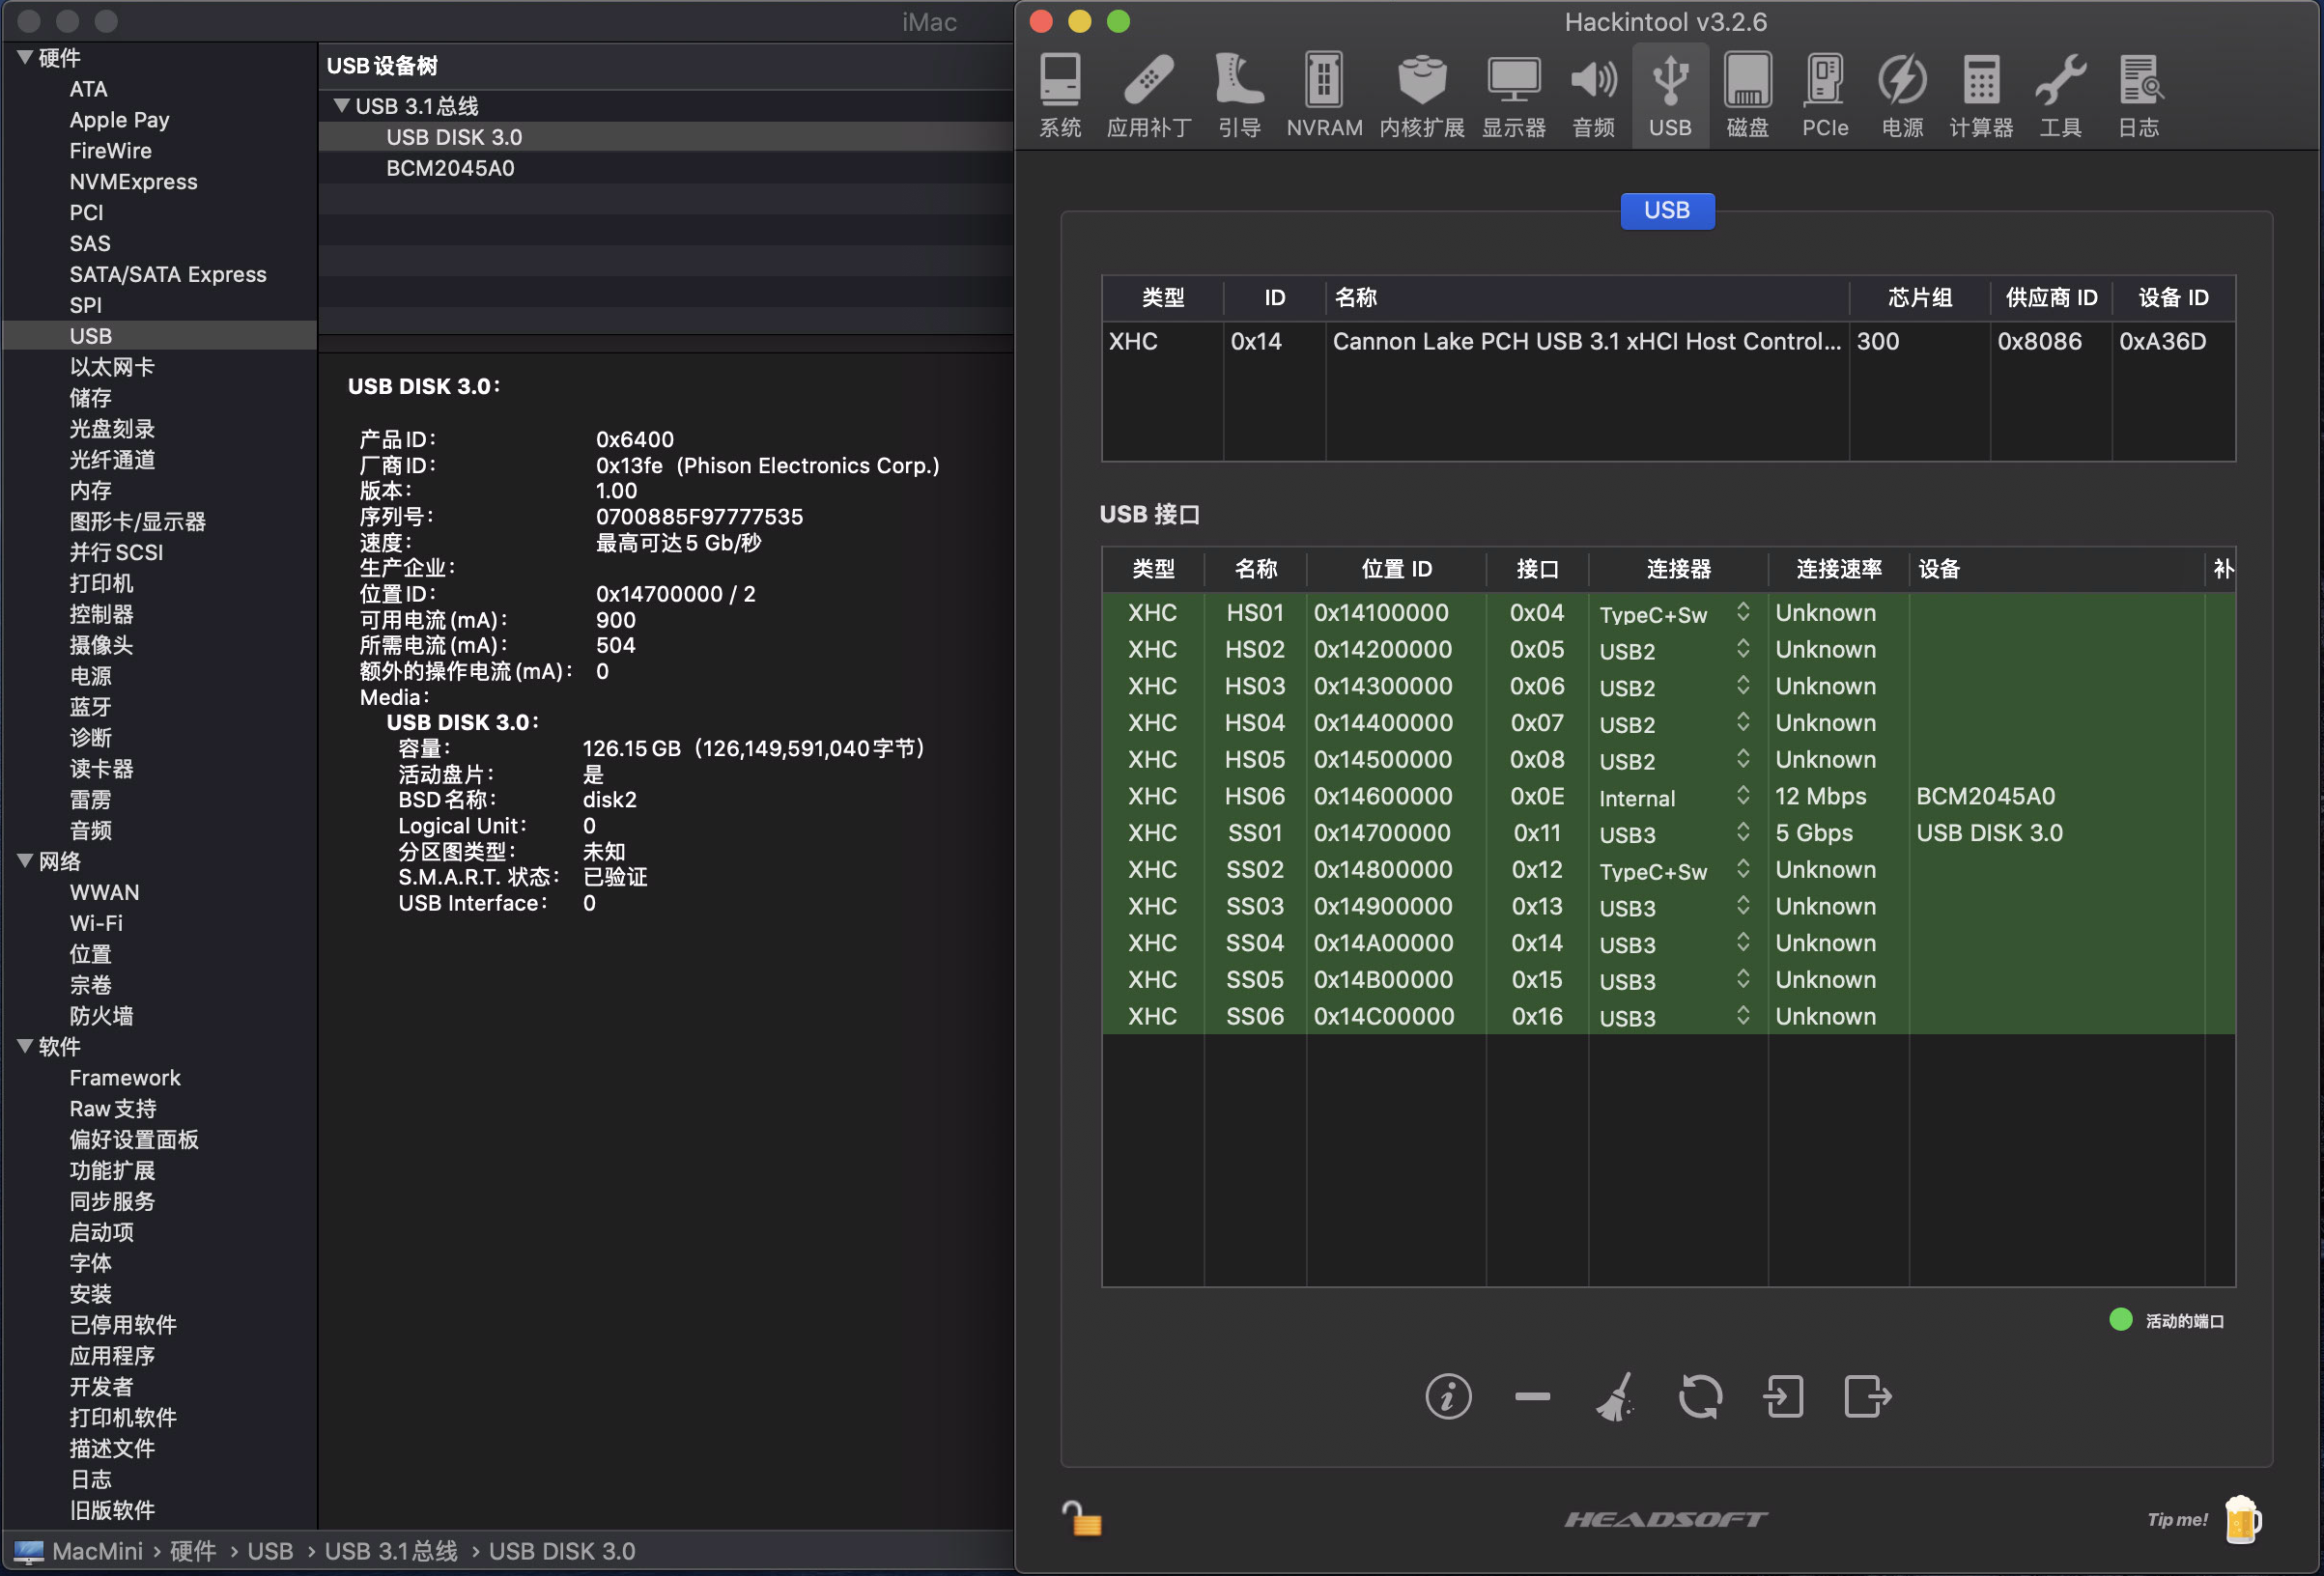 iMac
硬件
ATA
Apple Pay
FireWire
NVMExpress
PCI
SAS
SATA/SATA Express
SPI
USB
以太网卡
储存
光盘刻录
光纤通道
内存
图形卡/显示器
并行SCSI
打印机
控制器
摄像头
电源
蓝牙
诊断
读卡器
雷雳
音频
网络
WWAN
Wi-Fi
位置
宗卷
防火墙
软件
Framework
Raw支持
偏好设置面板
功能扩展
同步服务
启动项
字体
安装
已停用软件
应用程序
开发者
打印机软件
描述文件
日志
旧版软件
USB设备树
USB 3.1总线
USB DISK 3.0
BCM2045A0
USB DISK 3.0：
产品ID： 0x6400
厂商ID： 0x13fe（Phison Electronics Corp.）
版本： 1.00
序列号： 0700885F97777535
速度： 最高可达5 Gb/秒
生产企业：
位置ID： 0x14700000 / 2
可用电流(mA)： 900
所需电流(mA)： 504
额外的操作电流(mA)： 0
Media：
USB DISK 3.0：
容量： 126.15 GB（126,149,591,040字节）
活动盘片： 是
BSD名称： disk2
Logical Unit： 0
分区图类型： 未知
S.M.A.R.T. 状态： 已验证
USB Interface： 0
MacMini › 硬件 › USB › USB 3.1总线 › USB DISK 3.0
Hackintool v3.2.6
系统 应用补丁 引导 NVRAM 内核扩展 显示器 音频 USB 磁盘 PCIe 电源 计算器 工具 日志
USB
类型 ID 名称 芯片组 供应商 ID 设备 ID
XHC 0x14 Cannon Lake PCH USB 3.1 xHCI Host Control... 300 0x8086 0xA36D
USB 接口
类型 名称 位置 ID 接口 连接器 连接速率 设备 补
XHC HS01 0x14100000 0x04 TypeC+Sw Unknown
XHC HS02 0x14200000 0x05 USB2 Unknown
XHC HS03 0x14300000 0x06 USB2 Unknown
XHC HS04 0x14400000 0x07 USB2 Unknown
XHC HS05 0x14500000 0x08 USB2 Unknown
XHC HS06 0x14600000 0x0E Internal 12 Mbps BCM2045A0
XHC SS01 0x14700000 0x11 USB3 5 Gbps USB DISK 3.0
XHC SS02 0x14800000 0x12 TypeC+Sw Unknown
XHC SS03 0x14900000 0x13 USB3 Unknown
XHC SS04 0x14A00000 0x14 USB3 Unknown
XHC SS05 0x14B00000 0x15 USB3 Unknown
XHC SS06 0x14C00000 0x16 USB3 Unknown
活动的端口
HEADSOFT
Tip me!